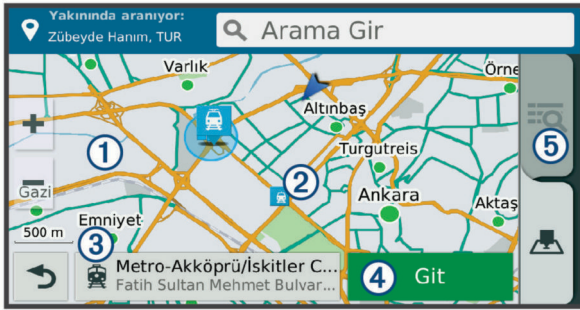 Yakınında aranıyor:
Zübeyde Hanım, TUR
Arama Gir
Varlık
Örne
Altınbaş
1
Turgutreis
5
2
Gazi
Ankara
Aktaş
Emniyet
500 m
3
Metro-Akköprü/İskitler C...
Fatih Sultan Mehmet Bulvar...
4
Git